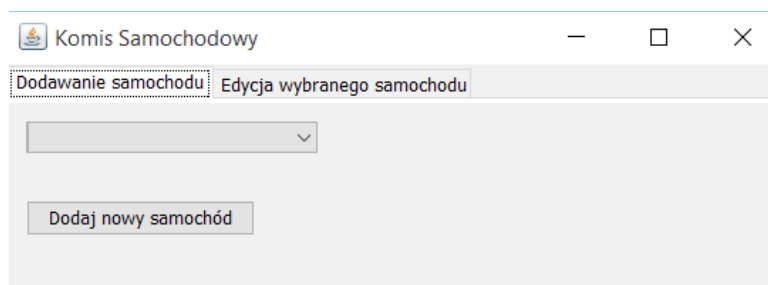 Komis Samochodowy
Dodawanie samochodu Edycja wybranego samochodu
Dodaj nowy samochód